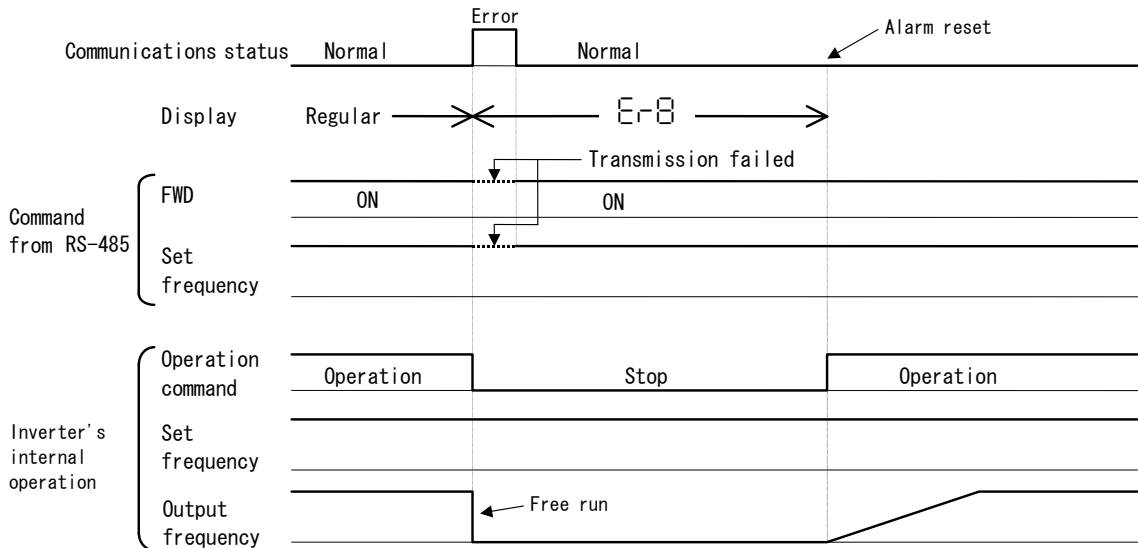 Error
Communications status Normal Normal
Alarm reset
Display Regular Er8
Transmission failed
Command
from RS-485
FWD ON ON
Set
frequency
Inverter's
internal
operation
Operation
command
Operation Stop Operation
Set
frequency
Output
frequency
Free run